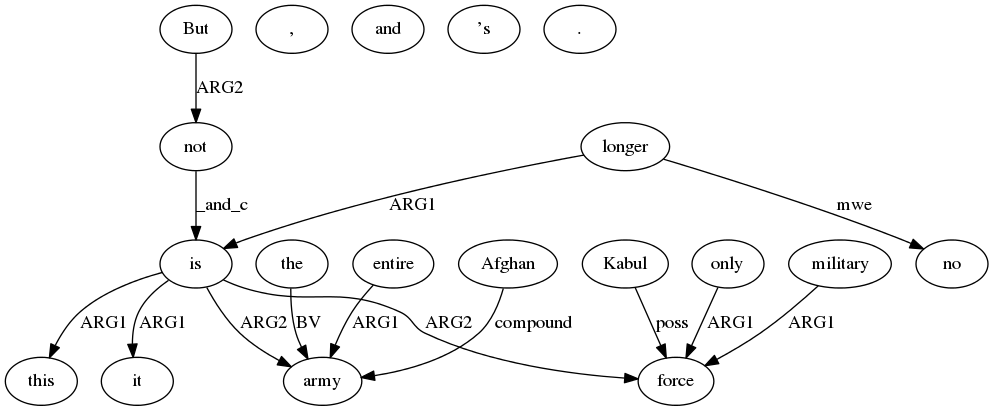 But , and ’s .
ARG2
not longer
_and_c ARG1 mwe
is the entire Afghan Kabul only military no
ARG1 ARG1 ARG2 BV ARG1 ARG2 compound poss ARG1 ARG1
this it army force